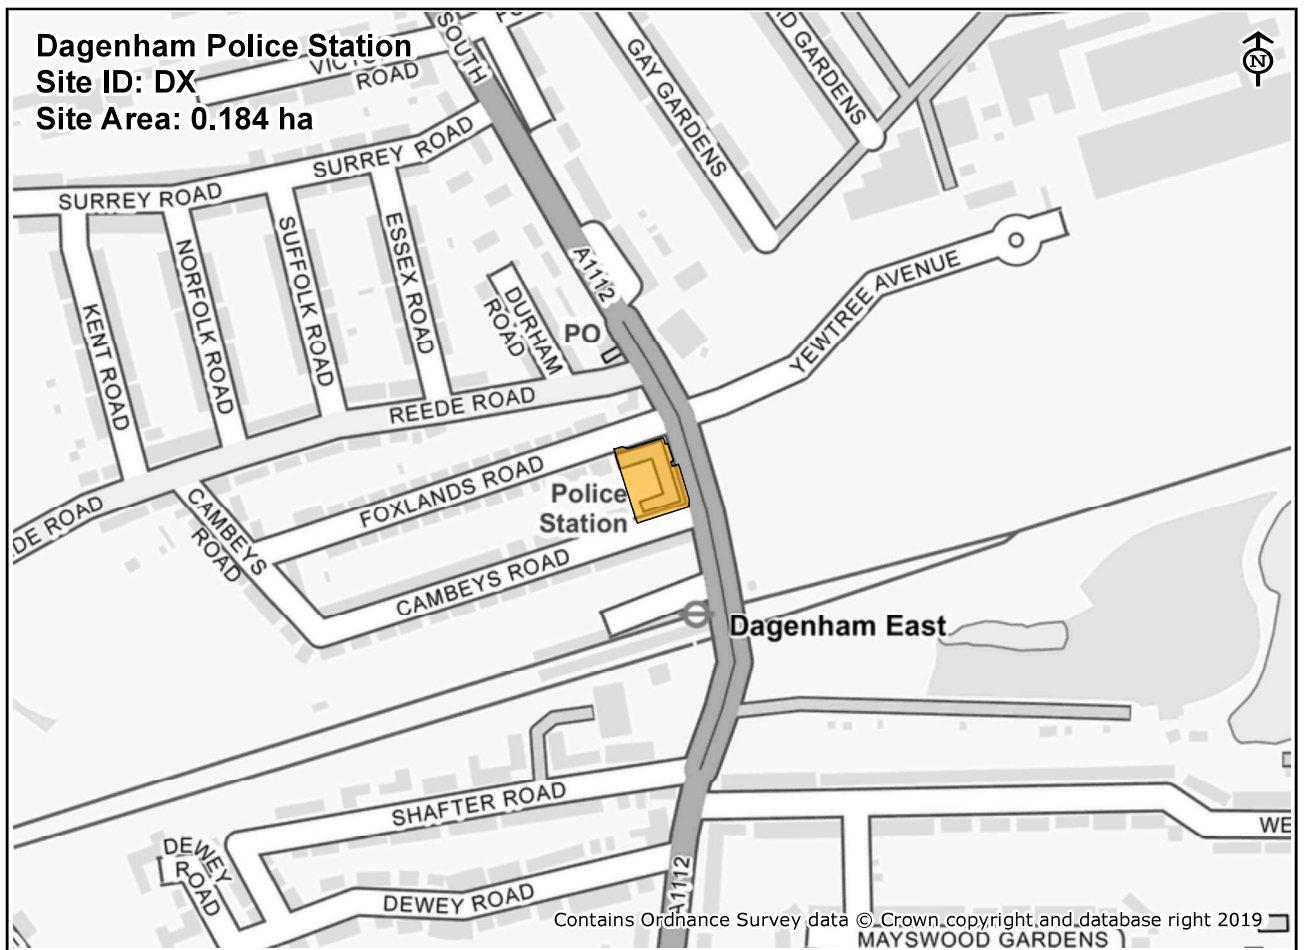 Dagenham Police Station
Site ID: DX
Site Area: 0.184 ha
N
SOUTH
ROAD
GAY GARDENS
D GARDENS
SURREY ROAD
SURREY ROAD
KENT ROAD
NORFOLK ROAD
SUFFOLK ROAD
ESSEX ROAD
DURHAM
ROAD
A1112
PO
YEWTREE AVENUE
REEDE ROAD
DE ROAD
FOXLANDS ROAD
Police
Station
CAMBEYS
ROAD
CAMBEYS ROAD
Dagenham East
SHAFTER ROAD
DEWEY
ROAD
DEWEY ROAD
A1112
WE
Contains Ordnance Survey data © Crown copyright and database right 2019
MAYSWOOD GARDENS